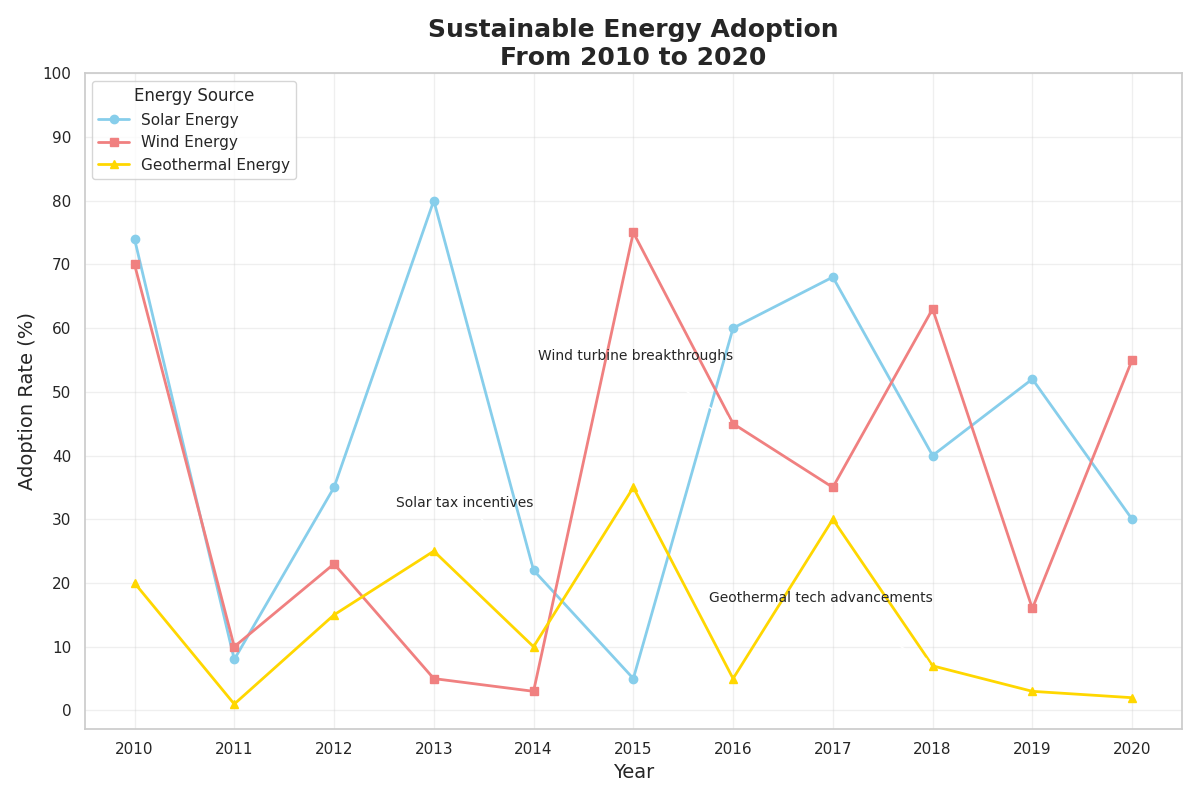 Sustainable Energy Adoption
From 2010 to 2020
Energy Source
Solar Energy
Wind Energy
Geothermal Energy
Adoption Rate (%)
100
90
80
70
60
50
40
30
20
10
0
Wind turbine breakthroughs
Solar tax incentives
Geothermal tech advancements
2010 2011 2012 2013 2014 2015 2016 2017 2018 2019 2020
Year